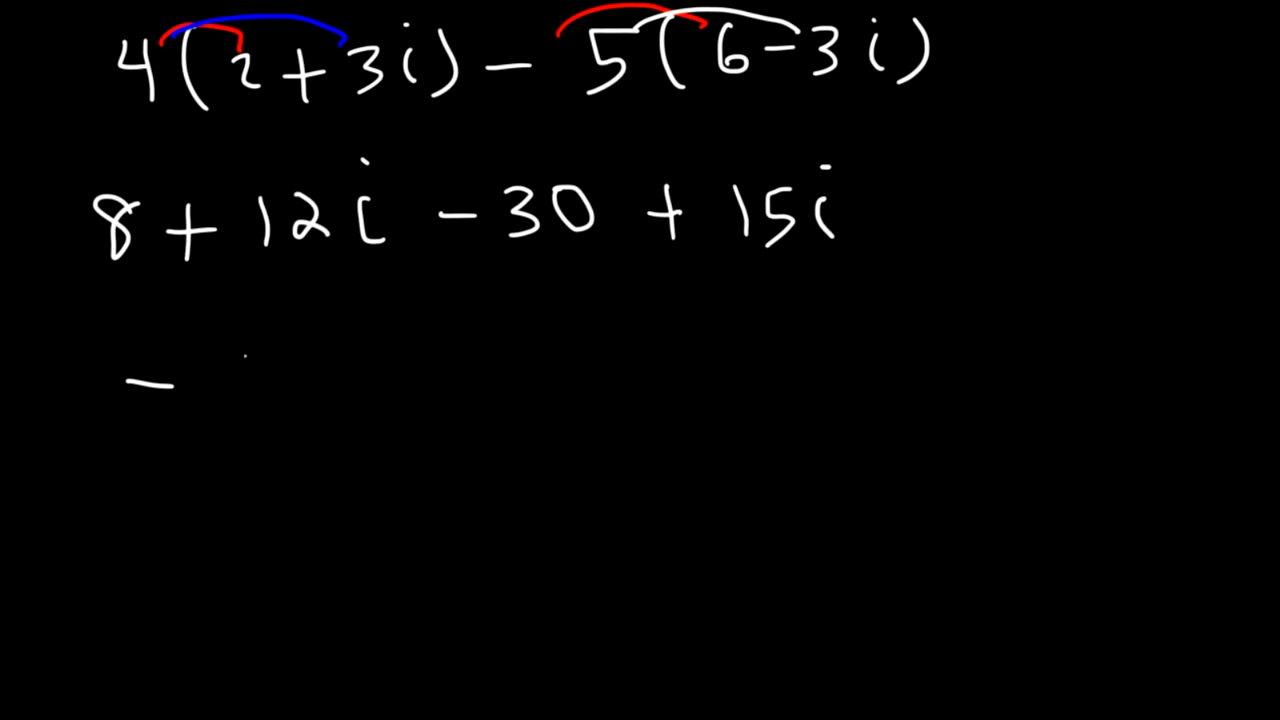 4(2+3i) - 5(6-3i)
8 + 12i - 30 + 15i
-